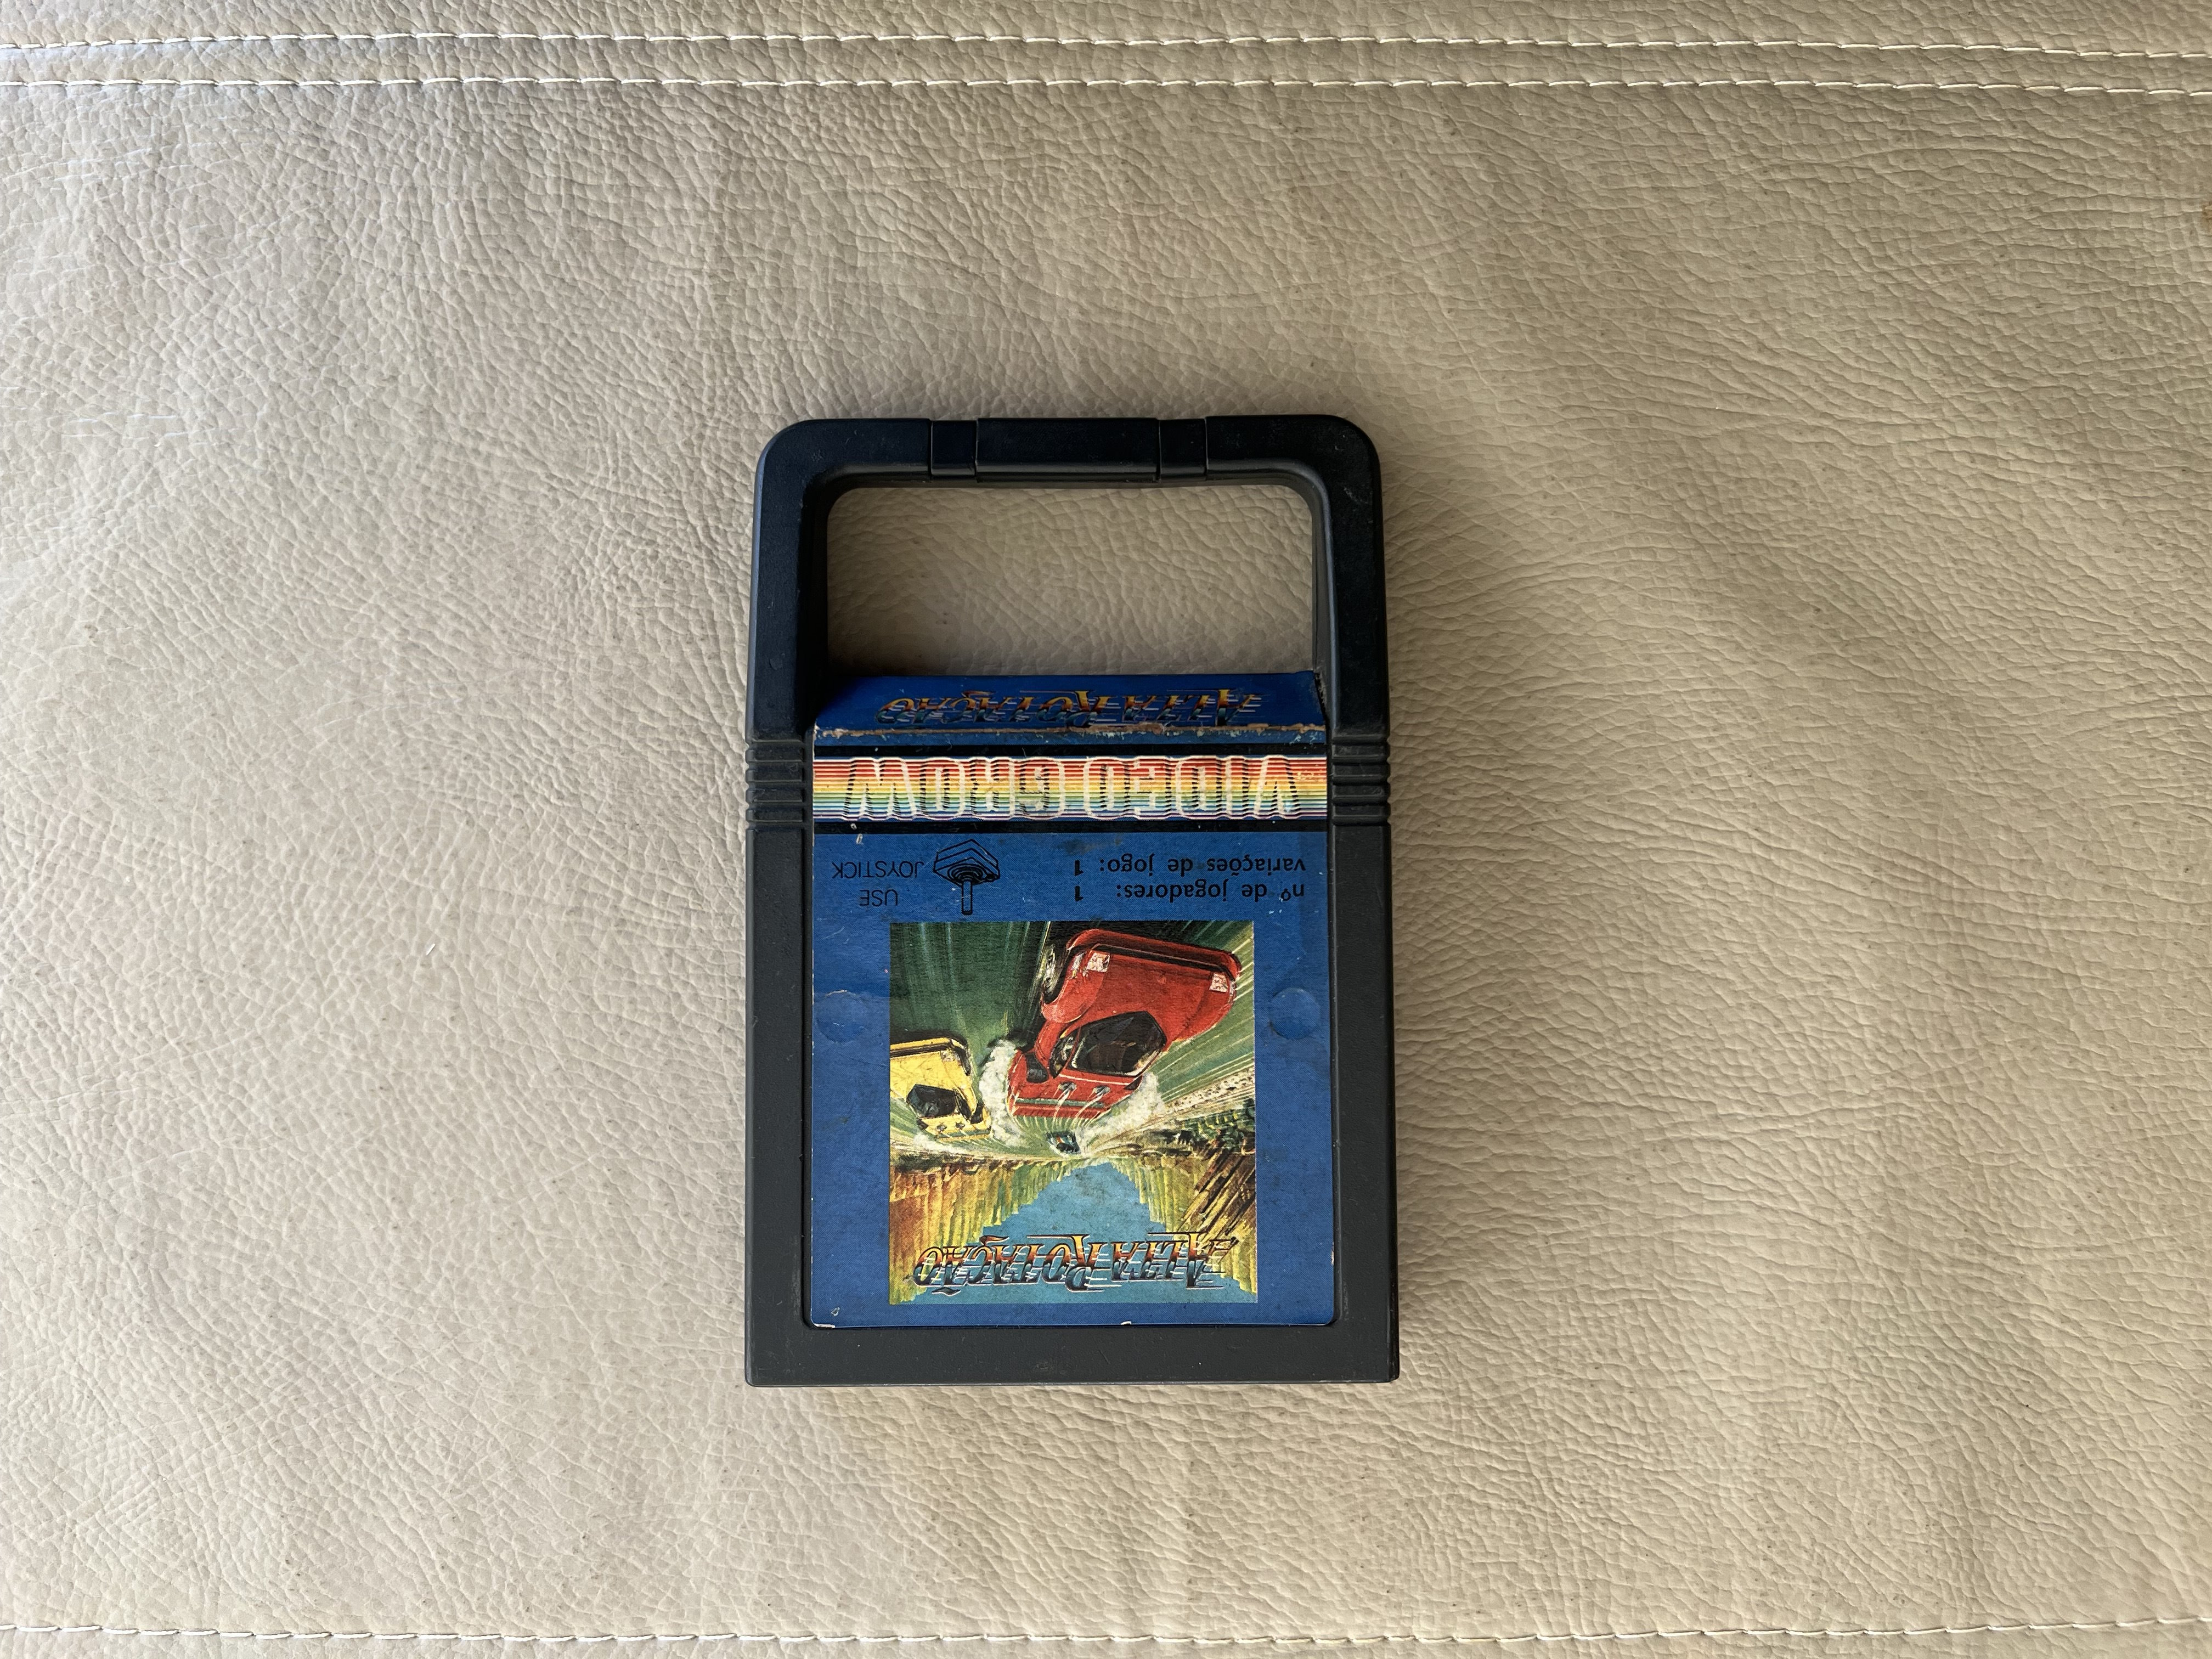 ALTA ROTAÇÃO
nº de jogadores: 1
variações de jogo: 1
USE
JOYSTICK
VIDEO GROW
ALTA ROTAÇÃO